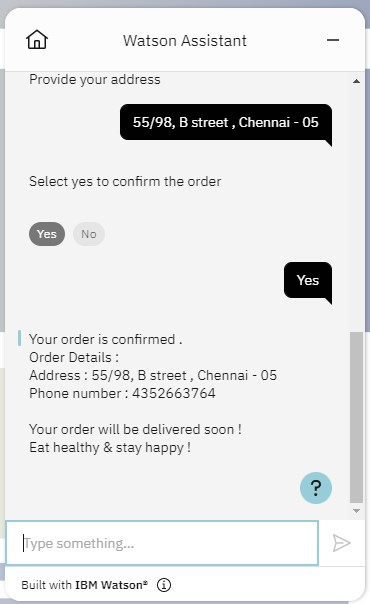 Watson Assistant
Provide your address
55/98, B street , Chennai - 05
Select yes to confirm the order
Yes
No
Yes
Your order is confirmed .
Order Details :
Address : 55/98, B street , Chennai - 05
Phone number : 4352663764
Your order will be delivered soon !
Eat healthy & stay happy !
?
Type something...
Built with IBM Watson®